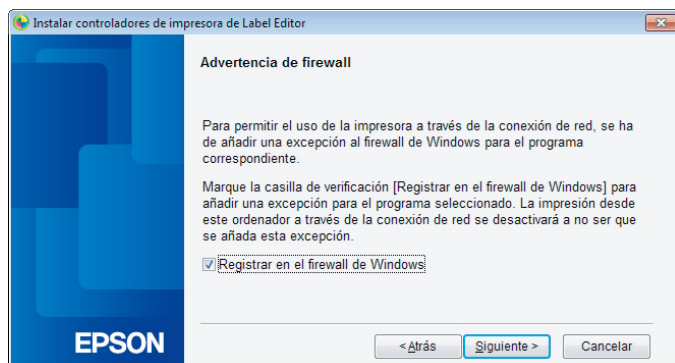 Instalar controladores de impresora de Label Editor
Advertencia de firewall
Para permitir el uso de la impresora a través de la conexión de red, se ha
de añadir una excepción al firewall de Windows para el programa
correspondiente.
Marque la casilla de verificación [Registrar en el firewall de Windows] para
añadir una excepción para el programa seleccionado. La impresión desde
este ordenador a través de la conexión de red se desactivará a no ser que
se añada esta excepción.
Registrar en el firewall de Windows
EPSON
< Atrás
Siguiente >
Cancelar